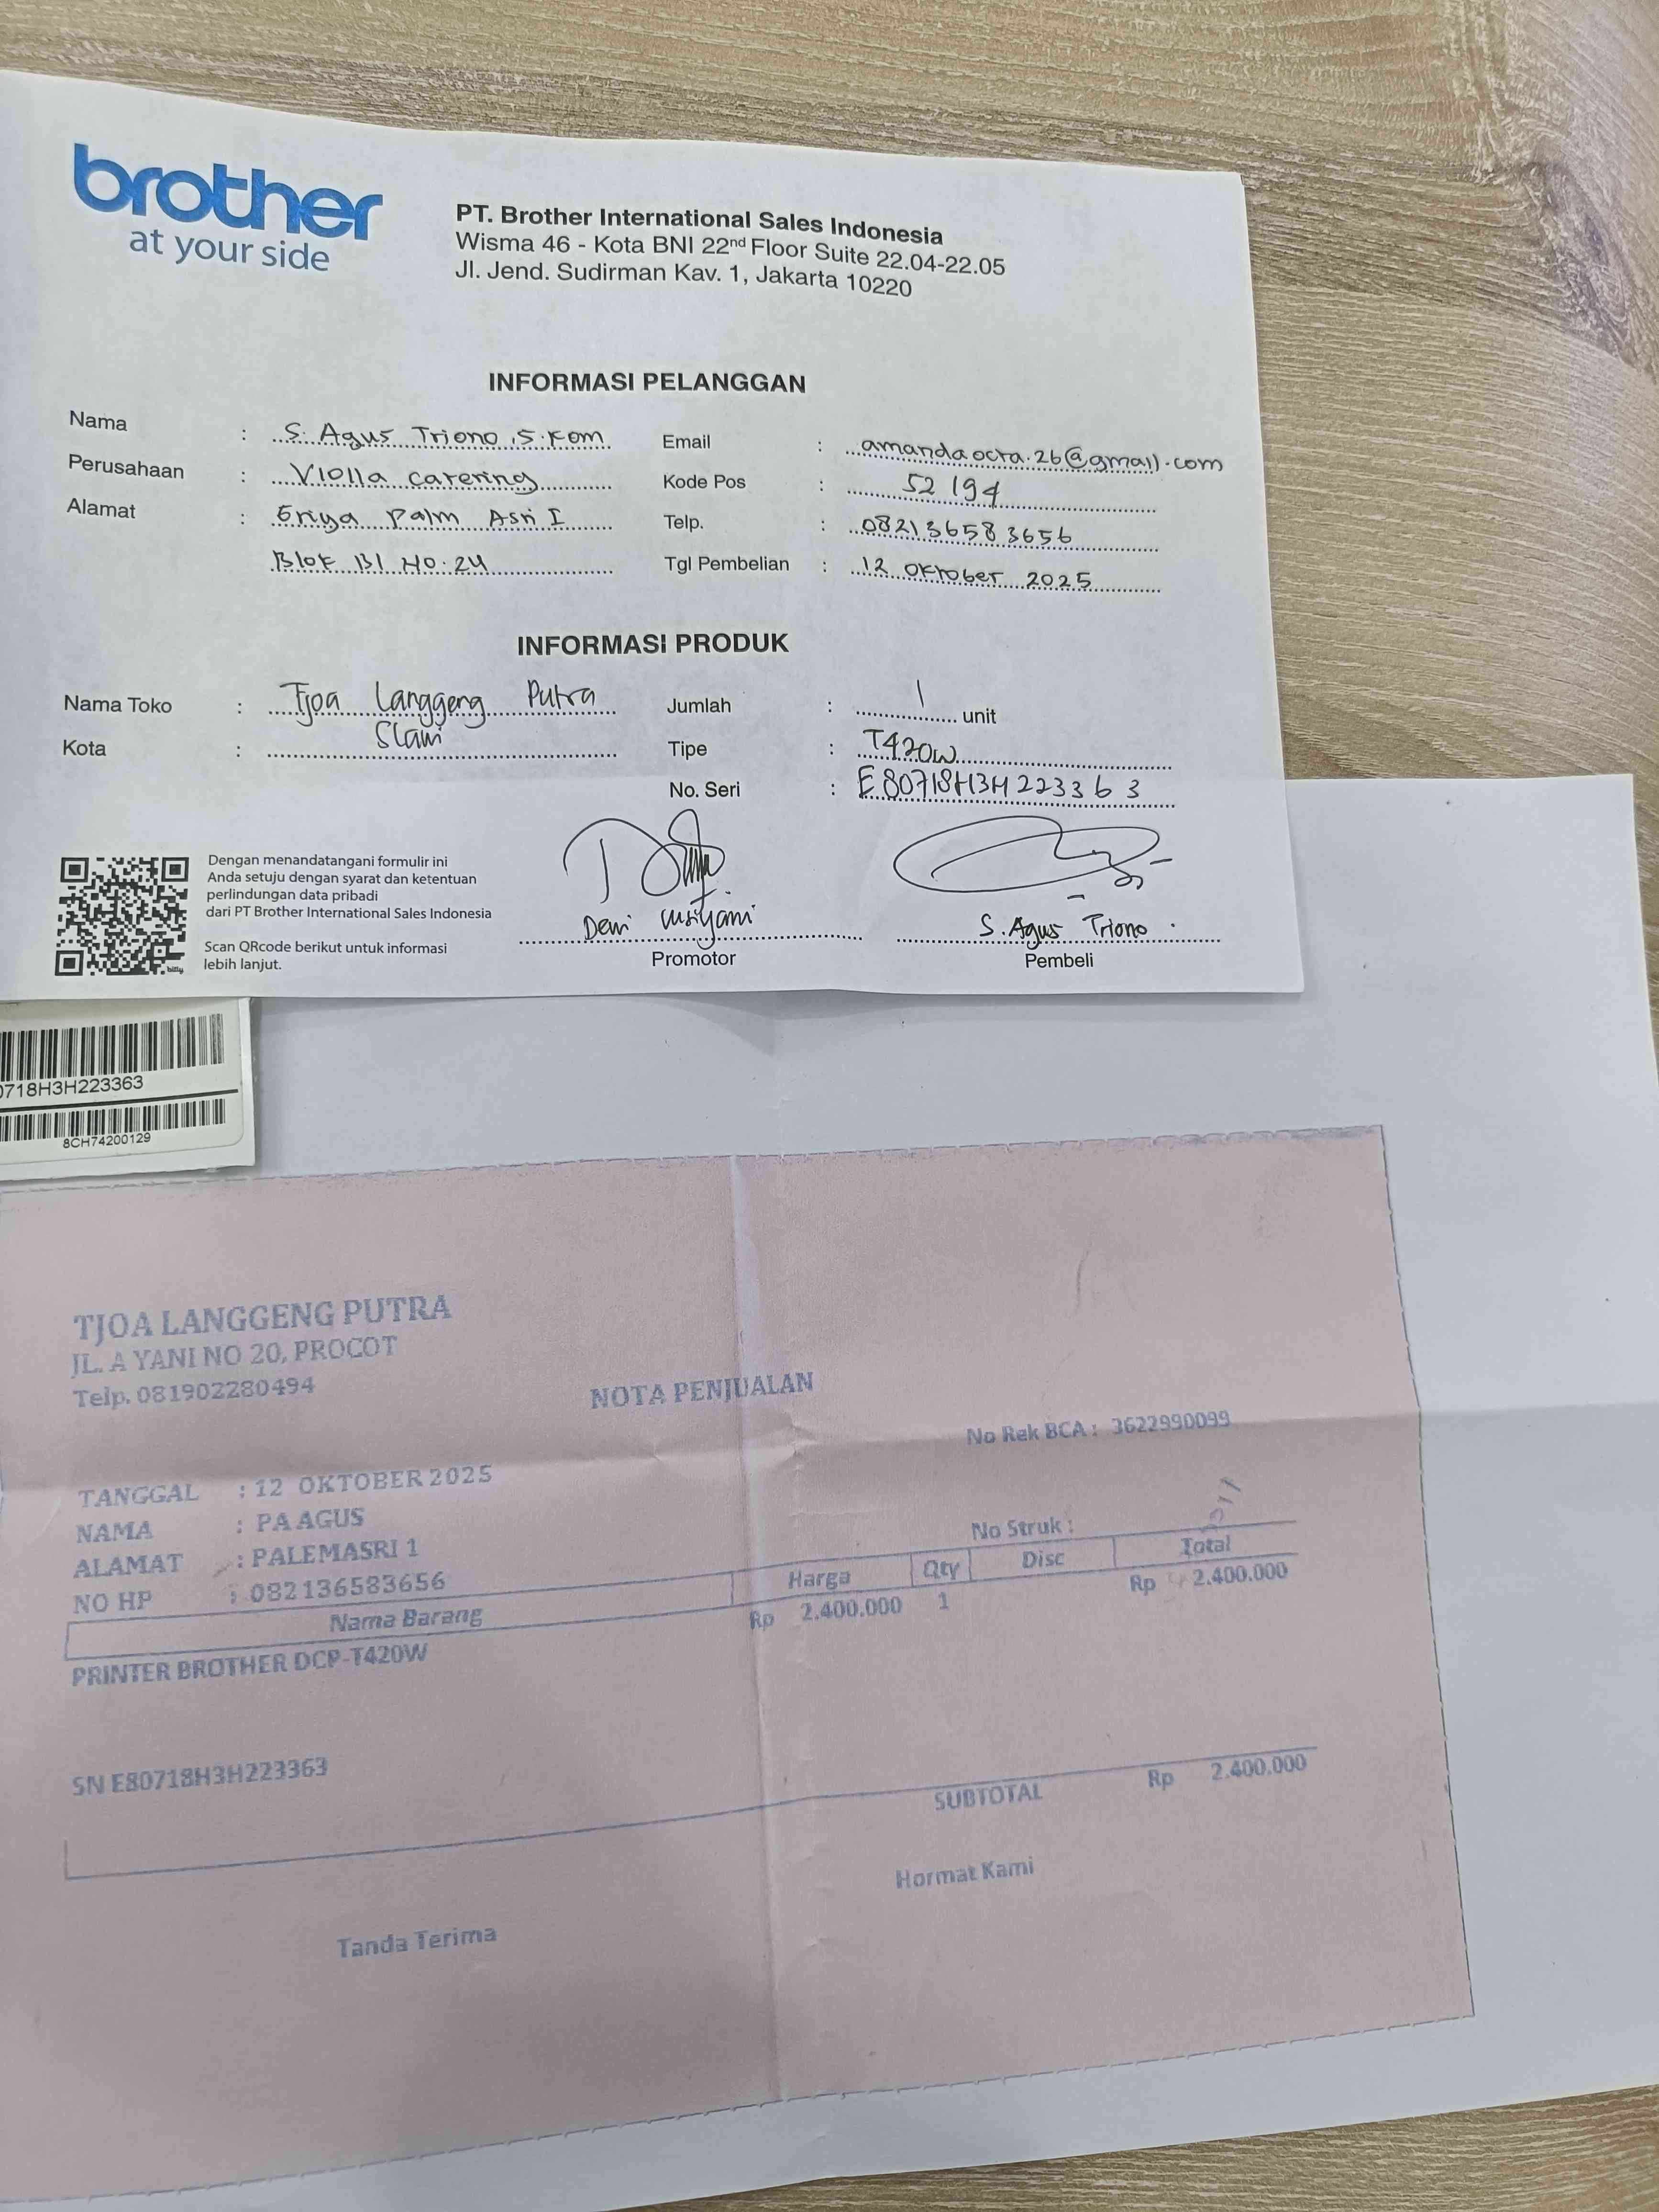 brother
at your side
PT. Brother International Sales Indonesia
Wisma 46 - Kota BNI 22nd Floor Suite 22.04-22.05
Jl. Jend. Sudirman Kav. 1, Jakarta 10220
INFORMASI PELANGGAN
Nama : S. Agus Triono, S.Kom
Perusahaan : Viola Catering
Alamat : Griya Palm Asri I
Blok B1 No. 24
Email : amandaocta.26@gmail.com
Kode Pos : 52194
Telp. : 082136583656
Tgl Pembelian : 12 Oktober 2025
INFORMASI PRODUK
Nama Toko : Tjoa Langgeng Putra
Kota : Slawi
Jumlah : 1 unit
Tipe : T420W
No. Seri : E80718H3H223363
Dengan menandatangani formulir ini
Anda setuju dengan syarat dan ketentuan
perlindungan data pribadi
dari PT Brother International Sales Indonesia
Scan QRcode berikut untuk informasi
lebih lanjut.
bitly
Dewi
Promotor
S. Agus Triono
Pembeli
0718H3H223363
8CH74200129
TJOA LANGGENG PUTRA
JL. A YANI NO 20, PROCOT
Telp. 081902280494
NOTA PENJUALAN
No Rek BCA : 3622990099
TANGGAL : 12 OKTOBER 2025
NAMA : PA AGUS
ALAMAT : PALEMASRI 1
NO HP : 082136583656
No Struk :
Nama Barang Harga Qty Disc Total
PRINTER BROTHER DCP-T420W Rp 2.400.000 1 Rp 2.400.000
SN E80718H3H223363
SUBTOTAL Rp 2.400.000
Tanda Terima
Hormat Kami